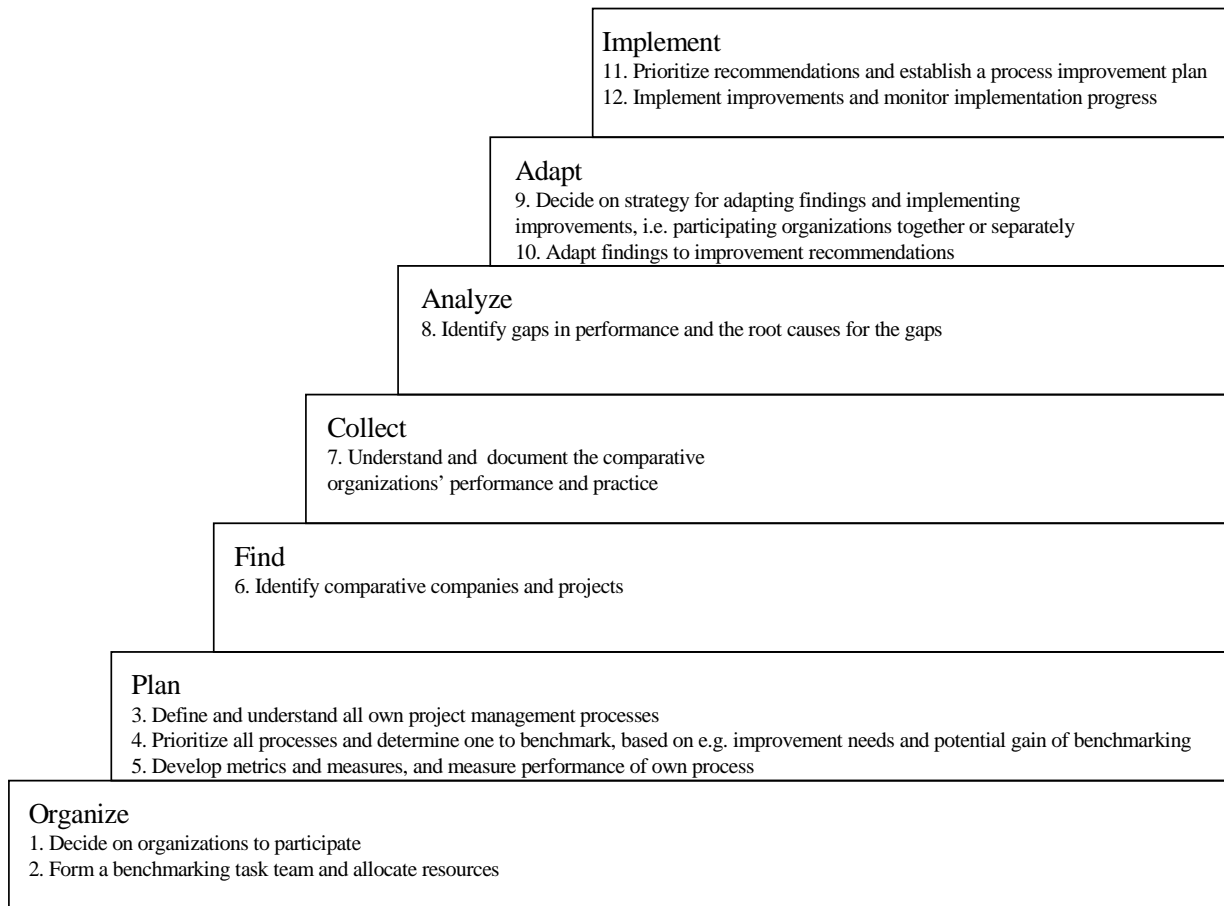 Implement
11. Prioritize recommendations and establish a process improvement plan
12. Implement improvements and monitor implementation progress
Adapt
9. Decide on strategy for adapting findings and implementing
improvements, i.e. participating organizations together or separately
10. Adapt findings to improvement recommendations
Analyze
8. Identify gaps in performance and the root causes for the gaps
Collect
7. Understand and  document the comparative
organizations’ performance and practice
Find
6. Identify comparative companies and projects
Plan
3. Define and understand all own project management processes
4. Prioritize all processes and determine one to benchmark, based on e.g. improvement needs and potential gain of benchmarking
5. Develop metrics and measures, and measure performance of own process
Organize
1. Decide on organizations to participate
2. Form a benchmarking task team and allocate resources